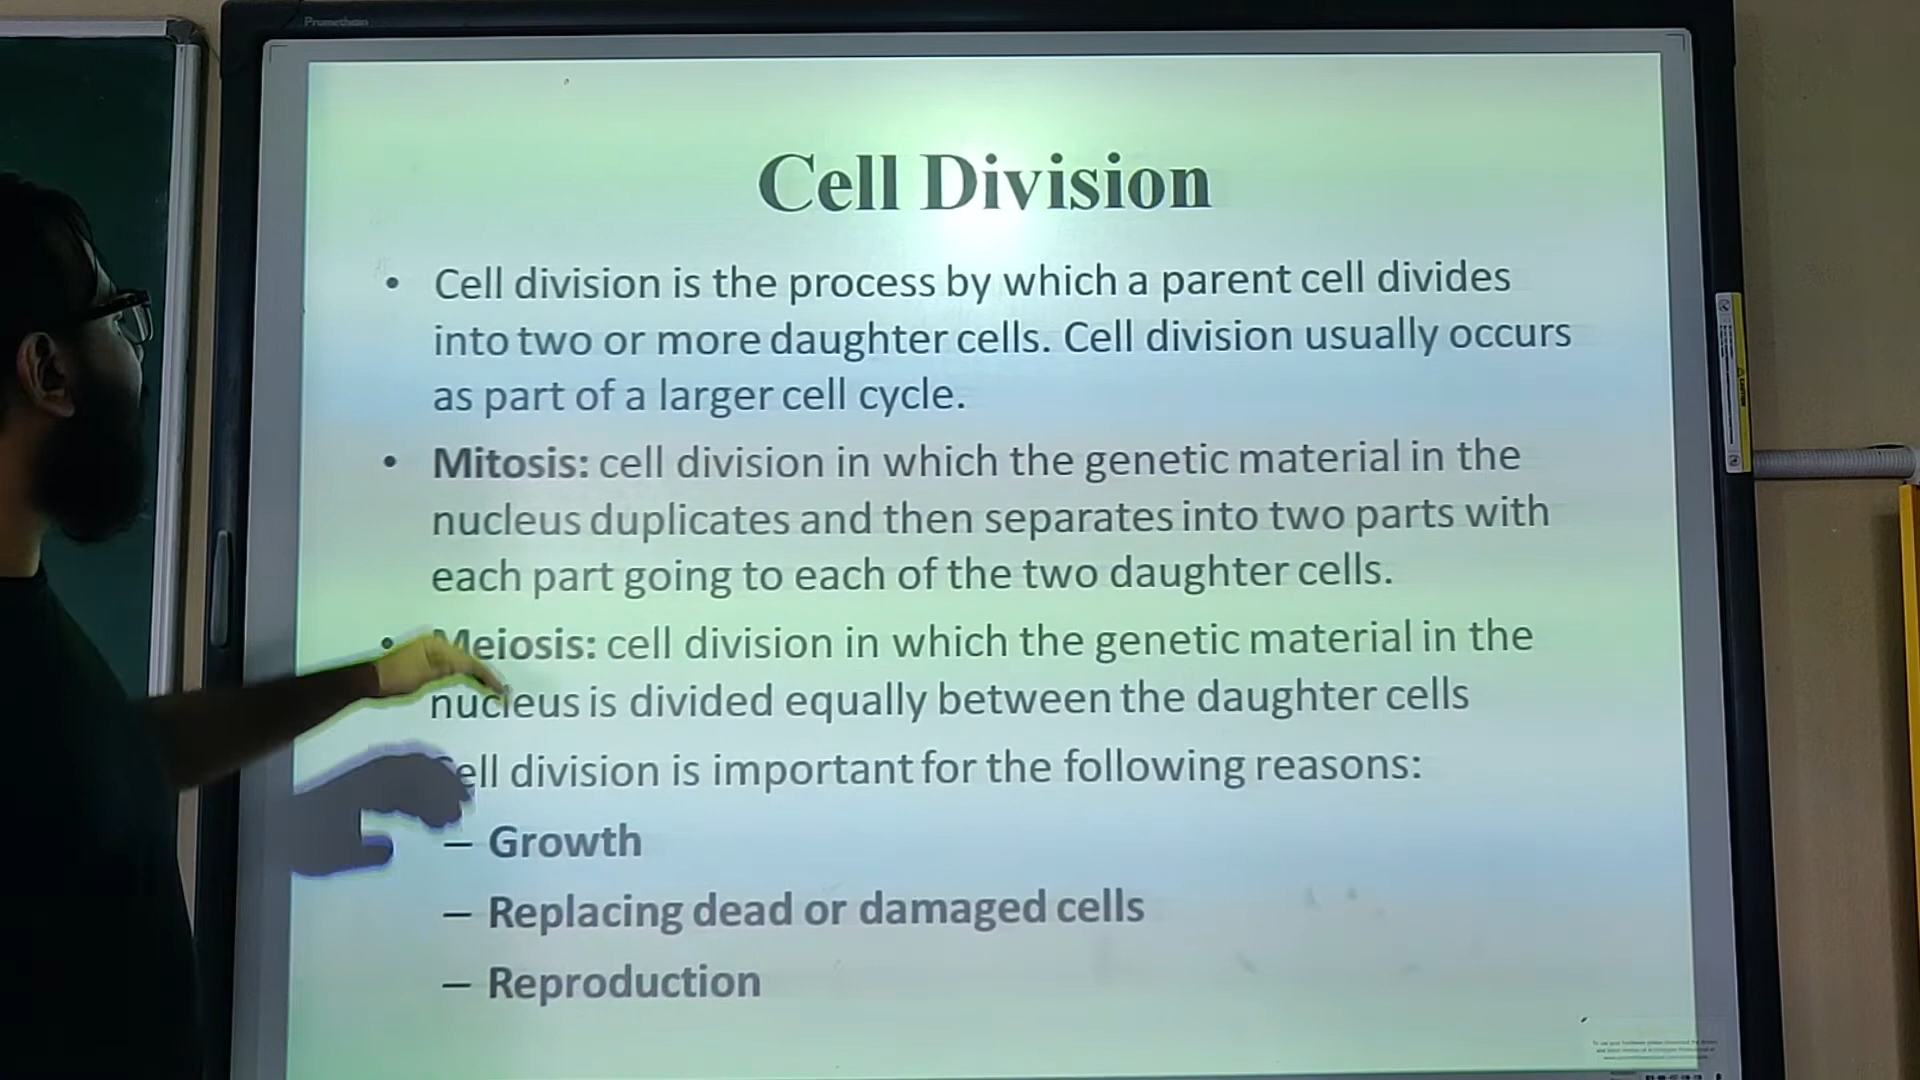 Promethean
Cell Division
• Cell division is the process by which a parent cell divides
into two or more daughter cells. Cell division usually occurs
as part of a larger cell cycle.
• Mitosis: cell division in which the genetic material in the
nucleus duplicates and then separates into two parts with
each part going to each of the two daughter cells.
• Meiosis: cell division in which the genetic material in the
nucleus is divided equally between the daughter cells
Cell division is important for the following reasons:
– Growth
– Replacing dead or damaged cells
– Reproduction